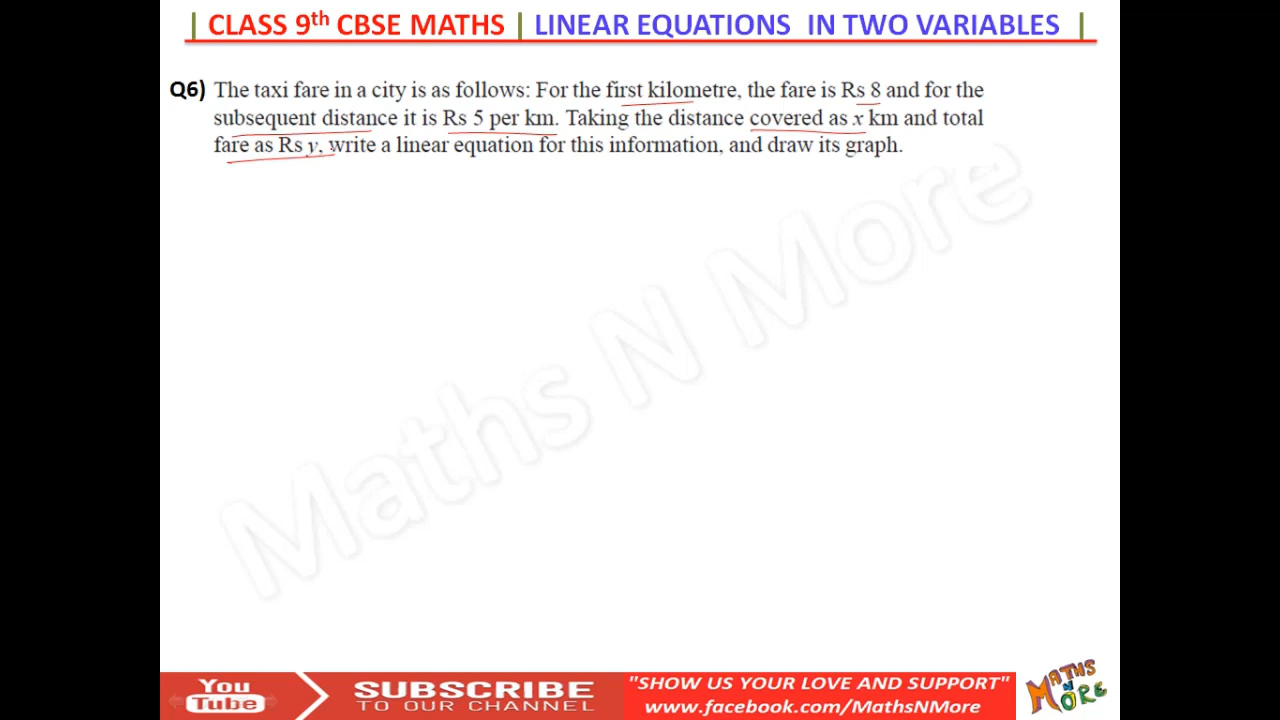 | CLASS 9th CBSE MATHS | LINEAR EQUATIONS IN TWO VARIABLES |
Q6) The taxi fare in a city is as follows: For the first kilometre, the fare is Rs 8 and for the
subsequent distance it is Rs 5 per km. Taking the distance covered as x km and total
fare as Rs y, write a linear equation for this information, and draw its graph.
Maths N More
You
Tube
SUBSCRIBE
TO OUR CHANNEL
"SHOW US YOUR LOVE AND SUPPORT"
www.facebook.com/MathsNMore
MATHS
N
MORE